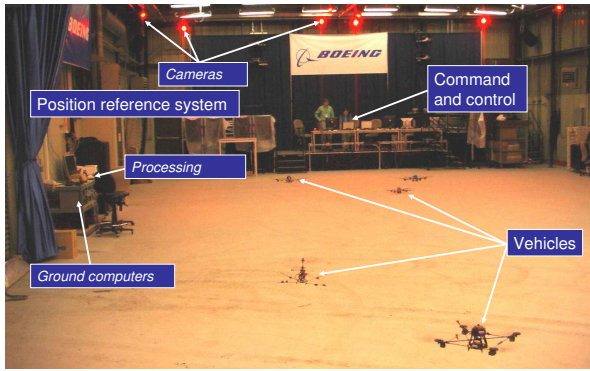 BOEING
Cameras
Position reference system
Command
and control
Processing
Vehicles
Ground computers